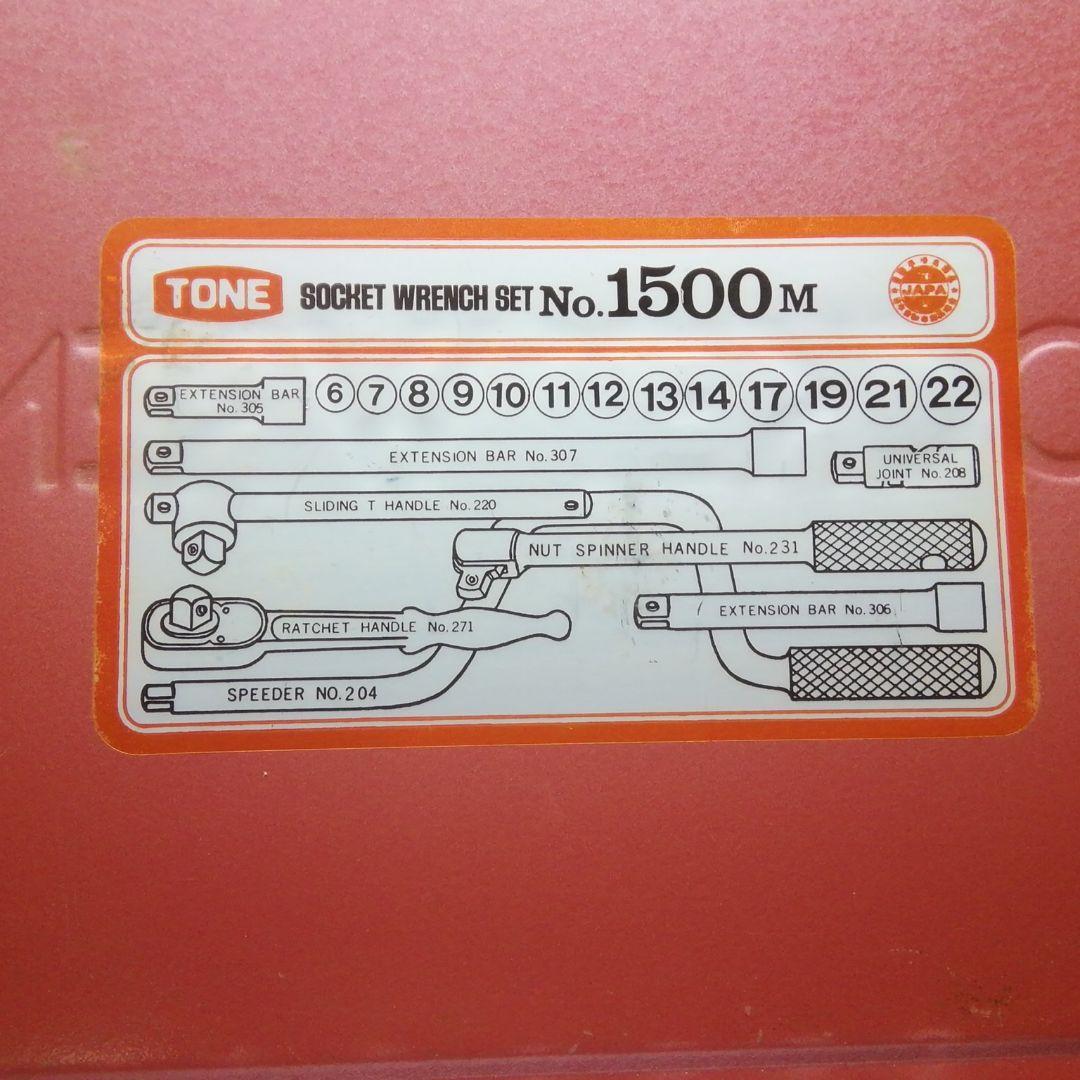 TONE SOCKET WRENCH SET No. 1500 M
JAPA
EXTENSION BAR
No. 305
6 7 8 9 10 11 12 13 14 17 19 21 22
EXTENSION BAR No. 307
UNIVERSAL
JOINT No. 208
SLIDING T HANDLE No. 220
NUT SPINNER HANDLE No. 231
EXTENSION BAR No. 306
RATCHET HANDLE No. 271
SPEEDER NO. 204